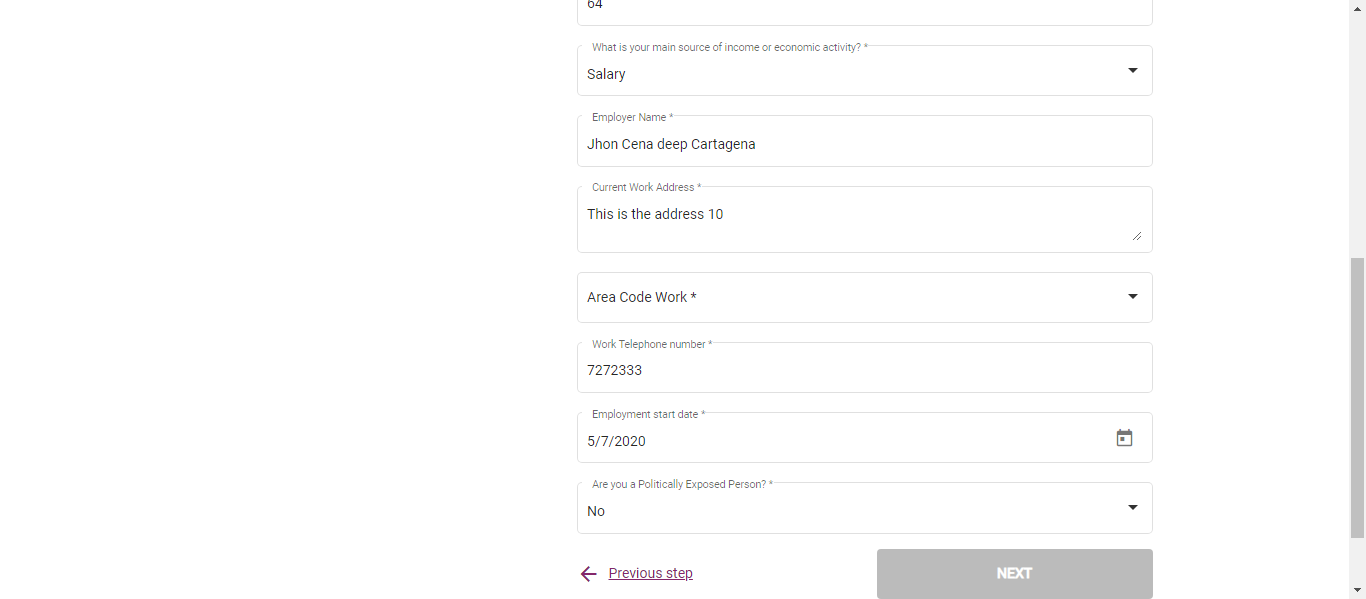 64
What is your main source of income or economic activity? *
Salary
Employer Name *
Jhon Cena deep Cartagena
Current Work Address *
This is the address 10
Area Code Work *
Work Telephone number *
7272333
Employment start date *
5/7/2020
Are you a Politically Exposed Person? *
No
Previous step
NEXT